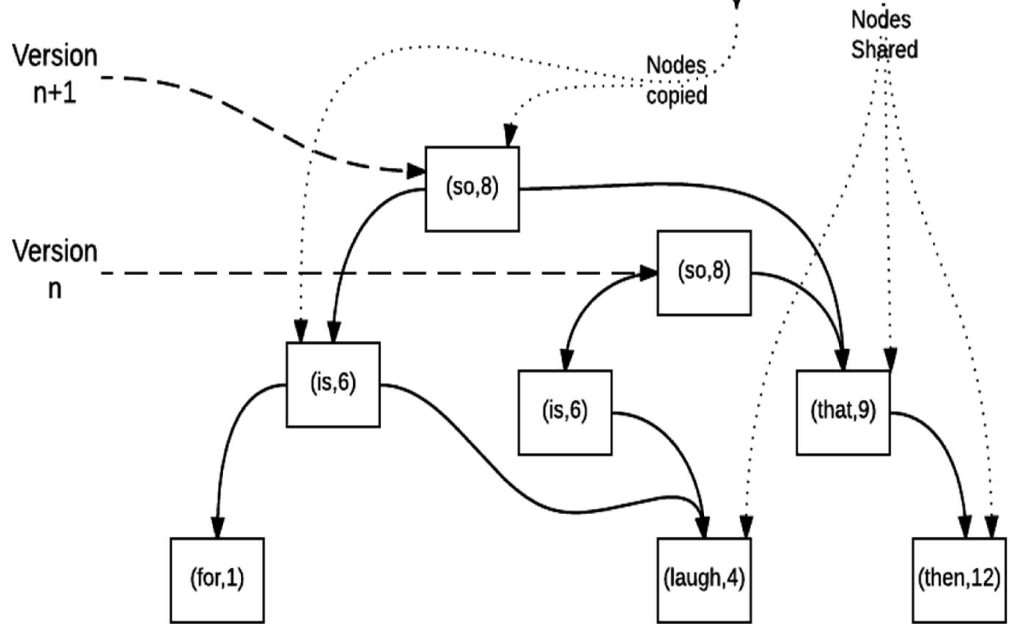 Nodes
Shared
Version
n+1
Nodes
copied
(so,8)
Version
n
(so,8)
(is,6)
(is,6)
(that,9)
(for,1)
(laugh,4)
(then,12)